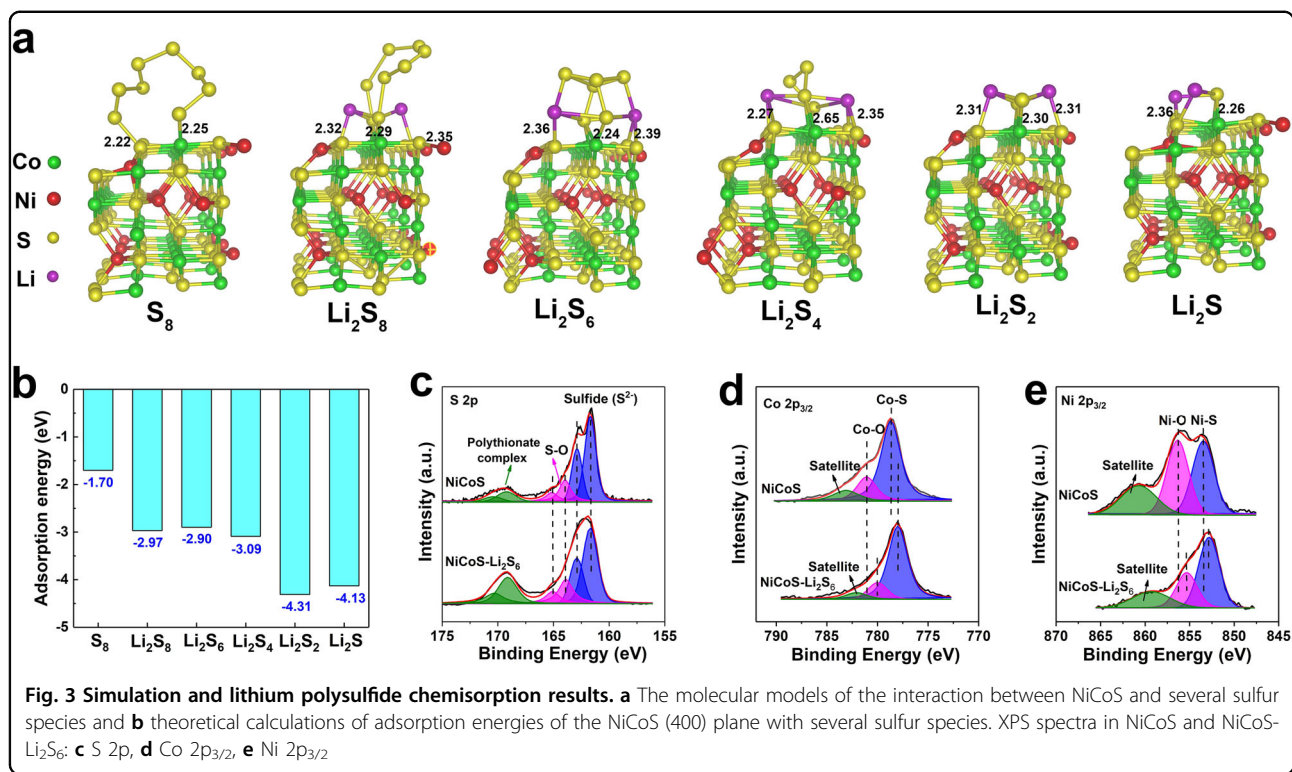 a
2.22
2.25
2.32
2.29
2.35
2.36
2.24
2.39
2.27
2.65
2.35
2.31
2.30
2.31
2.36
2.26
Co
Ni
S
Li
S₈
Li₂S₈
Li₂S₆
Li₂S₄
Li₂S₂
Li₂S
b
Adsorption energy (eV)
0
-1
-2
-3
-4
-5
-1.70
-2.97
-2.90
-3.09
-4.31
-4.13
S₈ Li₂S₈ Li₂S₆ Li₂S₄ Li₂S₂ Li₂S
c
Intensity (a.u.)
S 2p
Sulfide (S²⁻)
Polythionate
complex
S-O
NiCoS
NiCoS-Li₂S₆
175 170 165 160 155
Binding Energy (eV)
d
Intensity (a.u.)
Co 2p₃/₂
Co-S
Co-O
Satellite
NiCoS
Satellite
NiCoS-Li₂S₆
790 785 780 775 770
Binding Energy (eV)
e
Intensity (a.u.)
Ni 2p₃/₂
Ni-O Ni-S
Satellite
NiCoS
Satellite
NiCoS-Li₂S₆
870 865 860 855 850 845
Binding Energy (eV)
Fig. 3 Simulation and lithium polysulfide chemisorption results. a The molecular models of the interaction between NiCoS and several sulfur
species and b theoretical calculations of adsorption energies of the NiCoS (400) plane with several sulfur species. XPS spectra in NiCoS and NiCoS-
Li₂S₆: c S 2p, d Co 2p₃/₂, e Ni 2p₃/₂